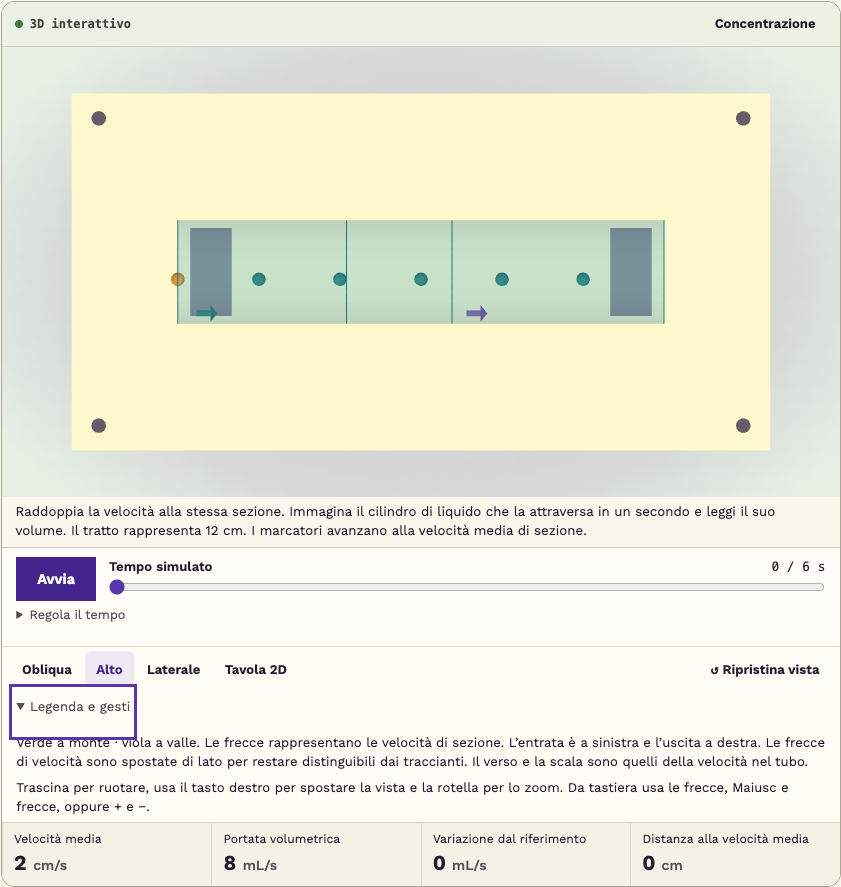 3D interattivo
Concentrazione
Raddoppia la velocità alla stessa sezione. Immagina il cilindro di liquido che la attraversa in un secondo e leggi il suo
volume. Il tratto rappresenta 12 cm. I marcatori avanzano alla velocità media di sezione.
Avvia
Tempo simulato
0 / 6 s
▶ Regola il tempo
Obliqua
Alto
Laterale
Tavola 2D
↺ Ripristina vista
▼ Legenda e gesti
Verde a monte · viola a valle. Le frecce rappresentano le velocità di sezione. L’entrata è a sinistra e l’uscita a destra. Le frecce
di velocità sono spostate di lato per restare distinguibili dai traccianti. Il verso e la scala sono quelli della velocità nel tubo.
Trascina per ruotare, usa il tasto destro per spostare la vista e la rotella per lo zoom. Da tastiera usa le frecce, Maiusc e
frecce, oppure + e −.
Velocità media
2 cm/s
Portata volumetrica
8 mL/s
Variazione dal riferimento
0 mL/s
Distanza alla velocità media
0 cm